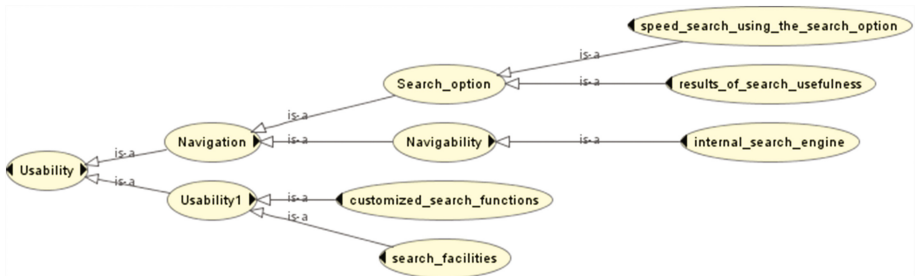 speed_search_using_the_search_option
is-a
Search_option
is-a
results_of_search_usefulness
is-a
Navigation
is-a
Navigability
is-a
internal_search_engine
is-a
Usability
is-a
Usability1
is-a
customized_search_functions
is-a
search_facilities